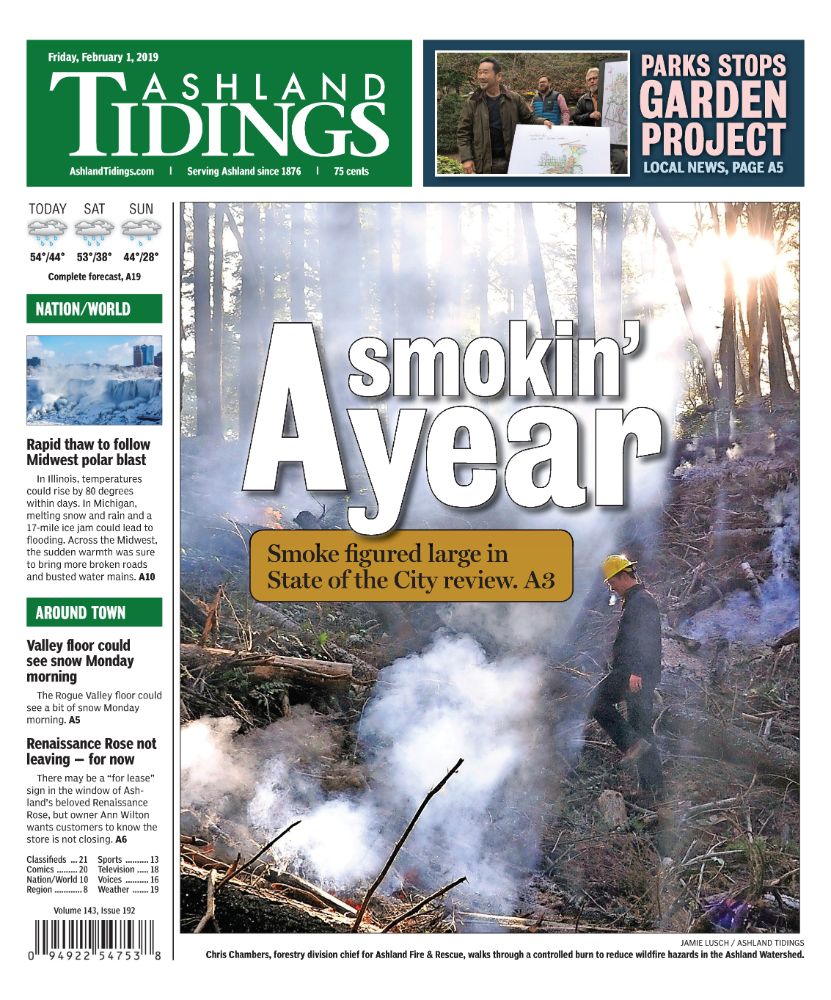 Friday, February 1, 2019
ASHLAND
TIDINGS
AshlandTidings.com | Serving Ashland since 1876 | 75 cents
PARKS STOPS
GARDEN
PROJECT
LOCAL NEWS, PAGE A5
TODAY SAT SUN
54°/44° 53°/38° 44°/28°
Complete forecast, A19
NATION/WORLD
Rapid thaw to follow
Midwest polar blast
In Illinois, temperatures
could rise by 80 degrees
within days. In Michigan,
melting snow and rain and a
17-mile ice jam could lead to
flooding. Across the Midwest,
the sudden warmth was sure
to bring more broken roads
and busted water mains. A10
AROUND TOWN
Valley floor could
see snow Monday
morning
The Rogue Valley floor could
see a bit of snow Monday
morning. A5
Renaissance Rose not
leaving — for now
There may be a “for lease”
sign in the window of Ash-
land’s beloved Renaissance
Rose, but owner Ann Wilton
wants customers to know the
store is not closing. A6
Classifieds ... 21 Sports .......... 13
Comics ......... 20 Television ..... 18
Nation/World 10 Voices .......... 16
Region ............ 8 Weather ...... 19
Volume 143, Issue 192
0 94922 54753 8
A smokin’
year
Smoke figured large in
State of the City review. A3
JAMIE LUSCH / ASHLAND TIDINGS
Chris Chambers, forestry division chief for Ashland Fire & Rescue, walks through a controlled burn to reduce wildfire hazards in the Ashland Watershed.